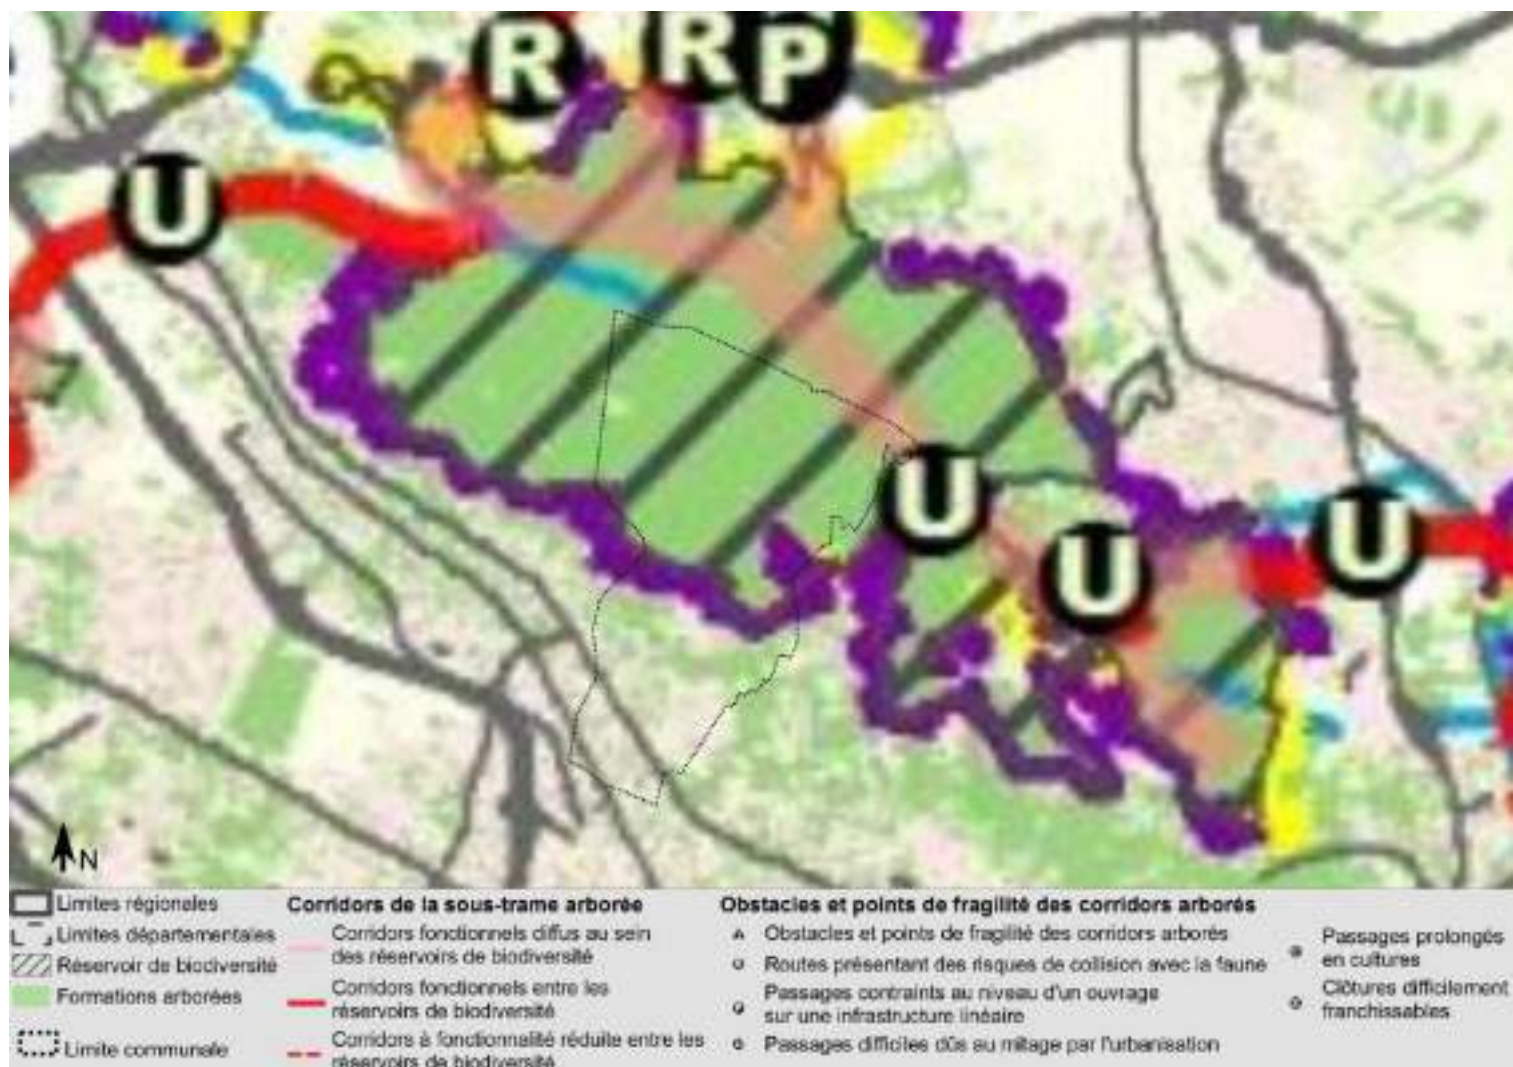 R
R
P
U
U
U
U
N
Limites régionales
Limites départementales
Réservoir de biodiversité
Formations arborées
Limite communale
Corridors de la sous-trame arborée
Corridors fonctionnels diffus au sein
des réservoirs de biodiversité
Corridors fonctionnels entre les
réservoirs de biodiversité
Corridors à fonctionnalité réduite entre les
réservoirs de biodiversité
Obstacles et points de fragilité des corridors arborés
Obstacles et points de fragilité des corridors arborés
Routes présentant des risques de collision avec la faune
Passages contraints au niveau d'un ouvrage
sur une infrastructure linéaire
Passages difficiles dûs au mitage par l'urbanisation
Passages prolongés
en cultures
Clôtures difficilement
franchissables